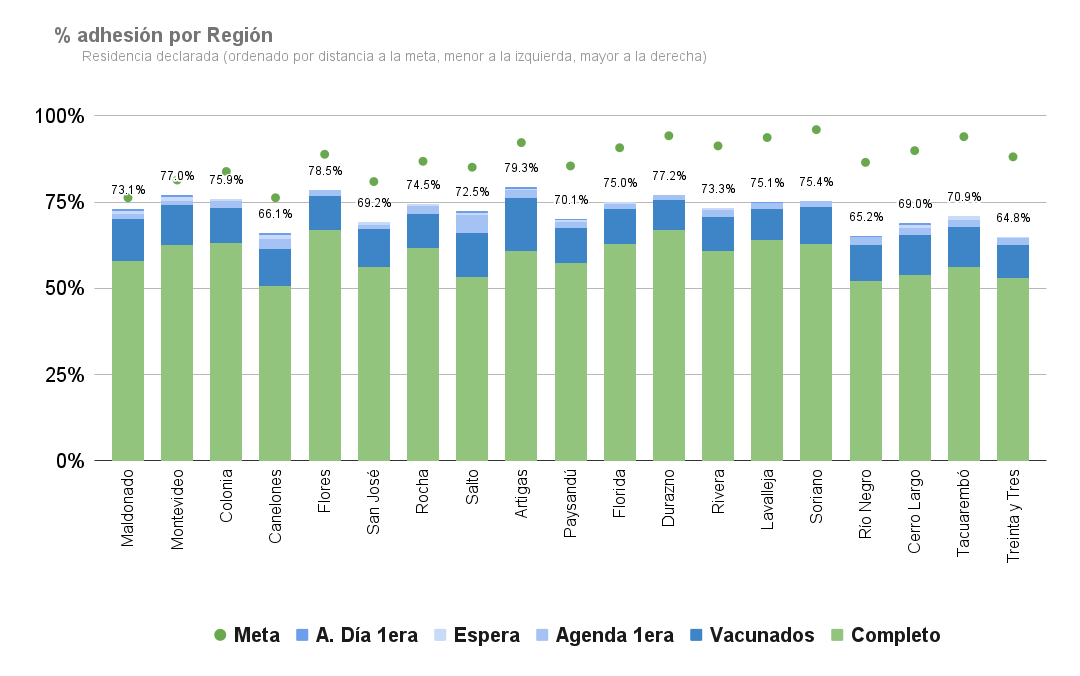 % adhesión por Región
Residencia declarada (ordenado por distancia a la meta, menor a la izquierda, mayor a la derecha)
100%
75%
50%
25%
0%
73.1%
77.0%
75.9%
66.1%
78.5%
69.2%
74.5%
72.5%
79.3%
70.1%
75.0%
77.2%
73.3%
75.1%
75.4%
65.2%
69.0%
70.9%
64.8%
Maldonado
Montevideo
Colonia
Canelones
Flores
San José
Rocha
Salto
Artigas
Paysandú
Florida
Durazno
Rivera
Lavalleja
Soriano
Río Negro
Cerro Largo
Tacuarembó
Treinta y Tres
Meta
A. Día 1era
Espera
Agenda 1era
Vacunados
Completo